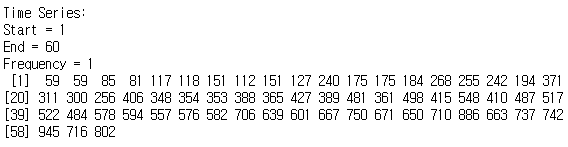 Time Series:
Start = 1
End = 60
Frequency = 1
[1] 59 59 85 81 117 118 151 112 151 127 240 175 175 184 268 255 242 194 371
[20] 311 300 256 406 348 354 353 388 365 427 389 481 361 498 415 548 410 487 517
[39] 522 484 578 594 557 576 582 706 639 601 667 750 671 650 710 886 663 737 742
[58] 945 716 802